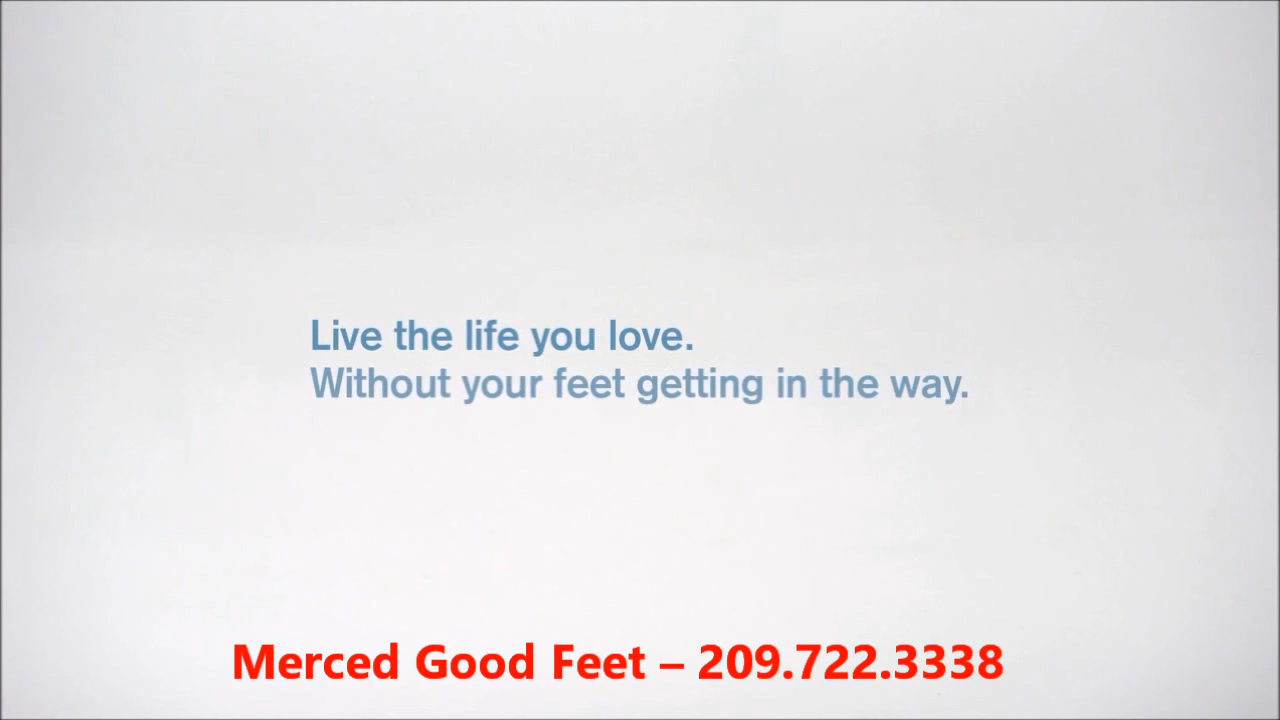 Live the life you love.
Without your feet getting in the way.
Merced Good Feet – 209.722.3338